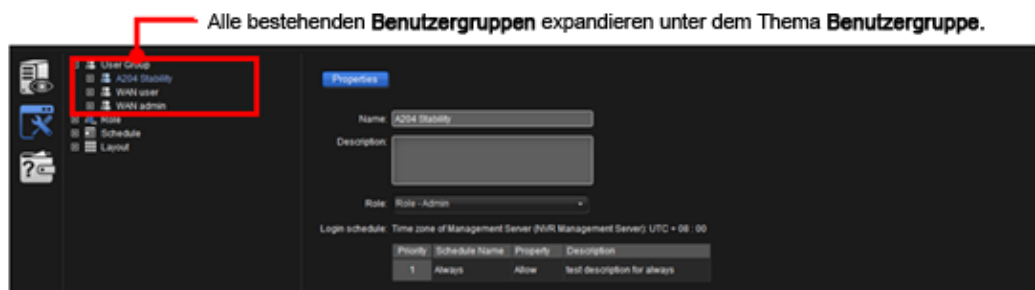 Alle bestehenden Benutzergruppen expandieren unter dem Thema Benutzergruppe.
User Group
A204 Stability
WAN user
WAN admin
Role
Schedule
Layout
Properties
Name: A204 Stability
Description:
Role: Role - Admin
Login schedule: Time zone of Management Server (NVR Management Server): UTC + 08 : 00
Priority Schedule Name Property Description
1 Always Allow test description for always